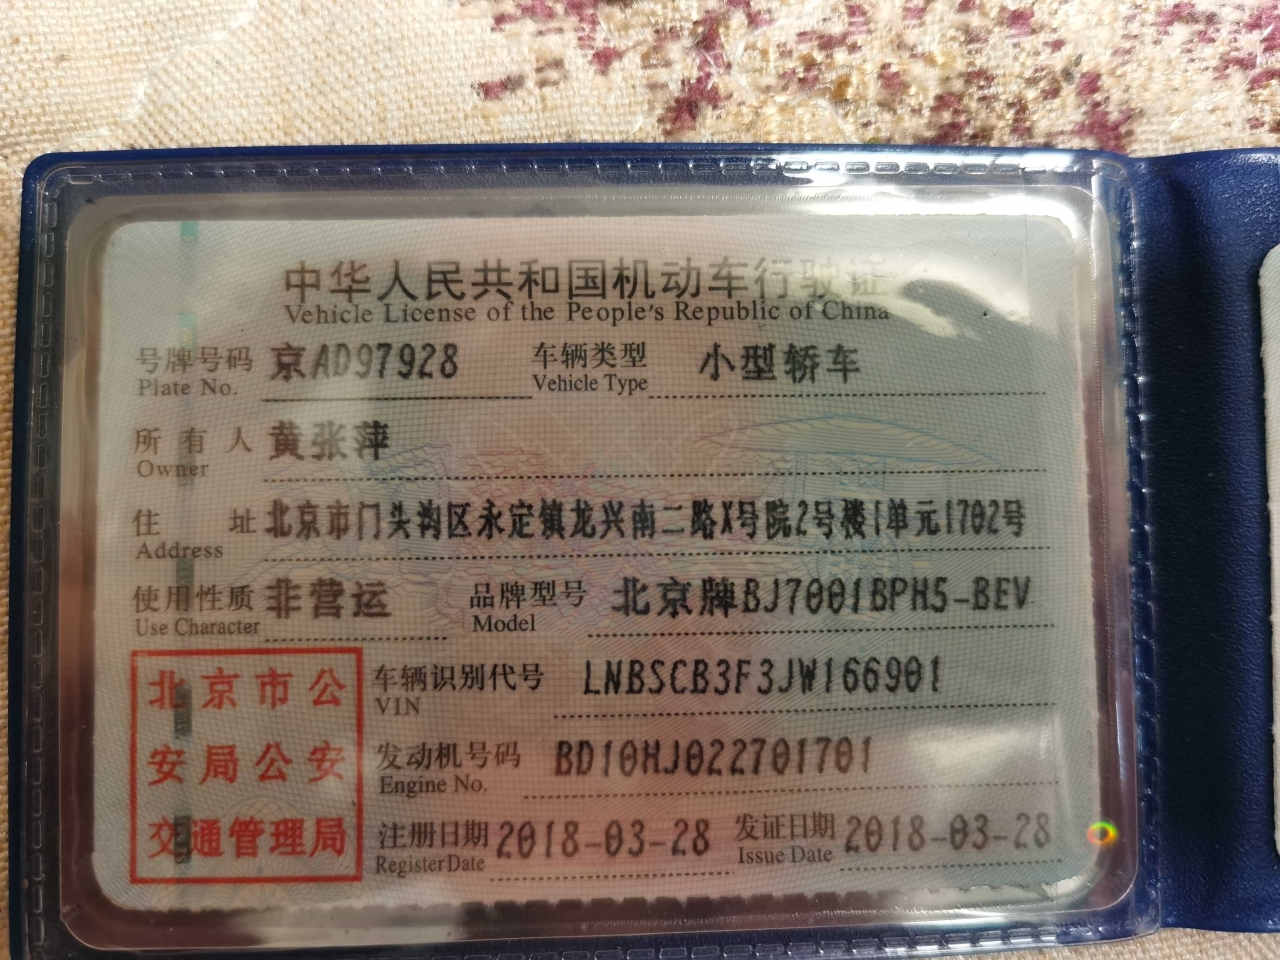 中华人民共和国机动车行驶证
Vehicle License of the People's Republic of China
号牌号码 京AD97928 车辆类型 小型轿车
Plate No. Vehicle Type
所有人 黄张萍
Owner
住址 北京市门头沟区永定镇龙兴南二路X号院2号楼1单元1702号
Address
使用性质 非营运 品牌型号 北京牌BJ7001BPH5-BEV
Use Character Model
北京市公
安局公安
交通管理局
车辆识别代号 LNBSCB3F3JW166901
VIN
发动机号码 BD10HJ022701701
Engine No.
注册日期 2018-03-28 发证日期 2018-03-28
Register Date Issue Date